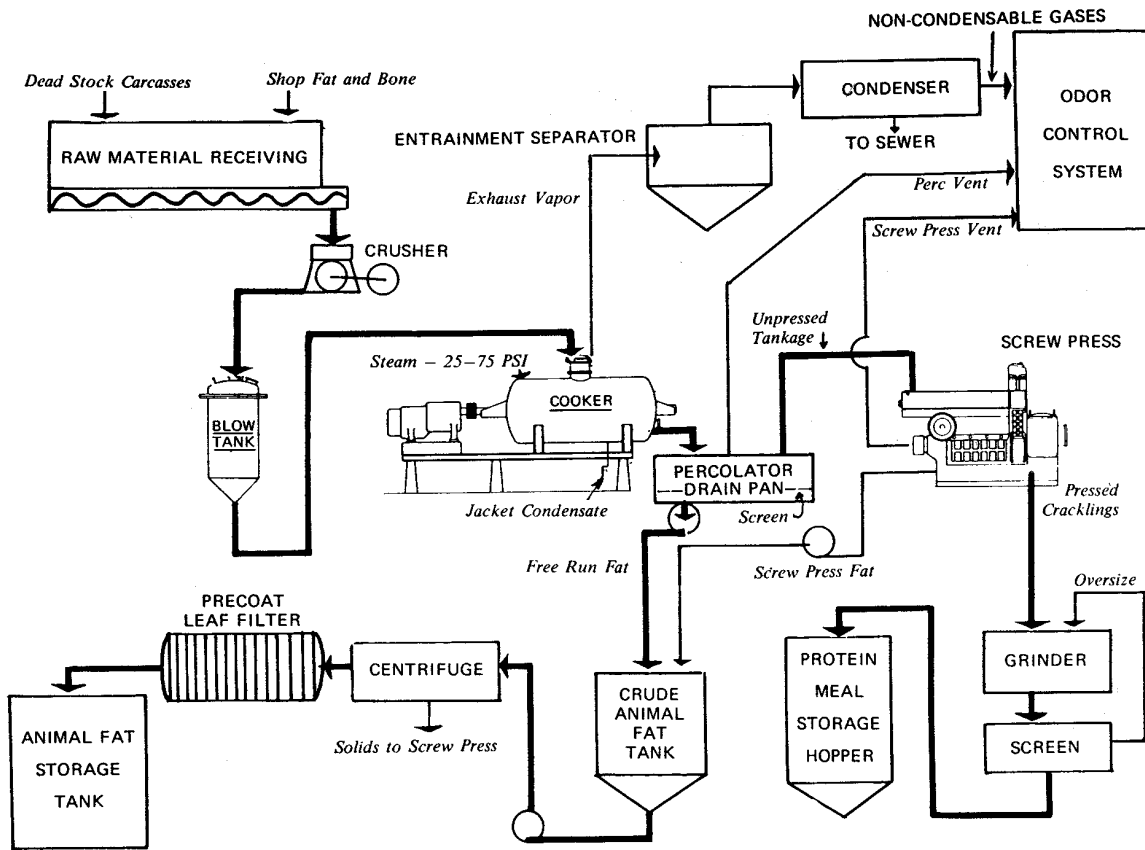 NON-CONDENSABLE GASES
Dead Stock Carcasses
Shop Fat and Bone
RAW MATERIAL RECEIVING
CONDENSER
ODOR
CONTROL
SYSTEM
ENTRAINMENT SEPARATOR
TO SEWER
Exhaust Vapor
Perc Vent
Screw Press Vent
CRUSHER
Unpressed
Tankage
SCREW PRESS
Steam – 25–75 PSI
COOKER
BLOW
TANK
PERCOLATOR
DRAIN PAN
Jacket Condensate
Screen
Pressed
Cracklings
Free Run Fat
Screw Press Fat
Oversize
PRECOAT
LEAF FILTER
CENTRIFUGE
CRUDE
ANIMAL
FAT
TANK
PROTEIN
MEAL
STORAGE
HOPPER
GRINDER
SCREEN
ANIMAL FAT
STORAGE
TANK
Solids to Screw Press